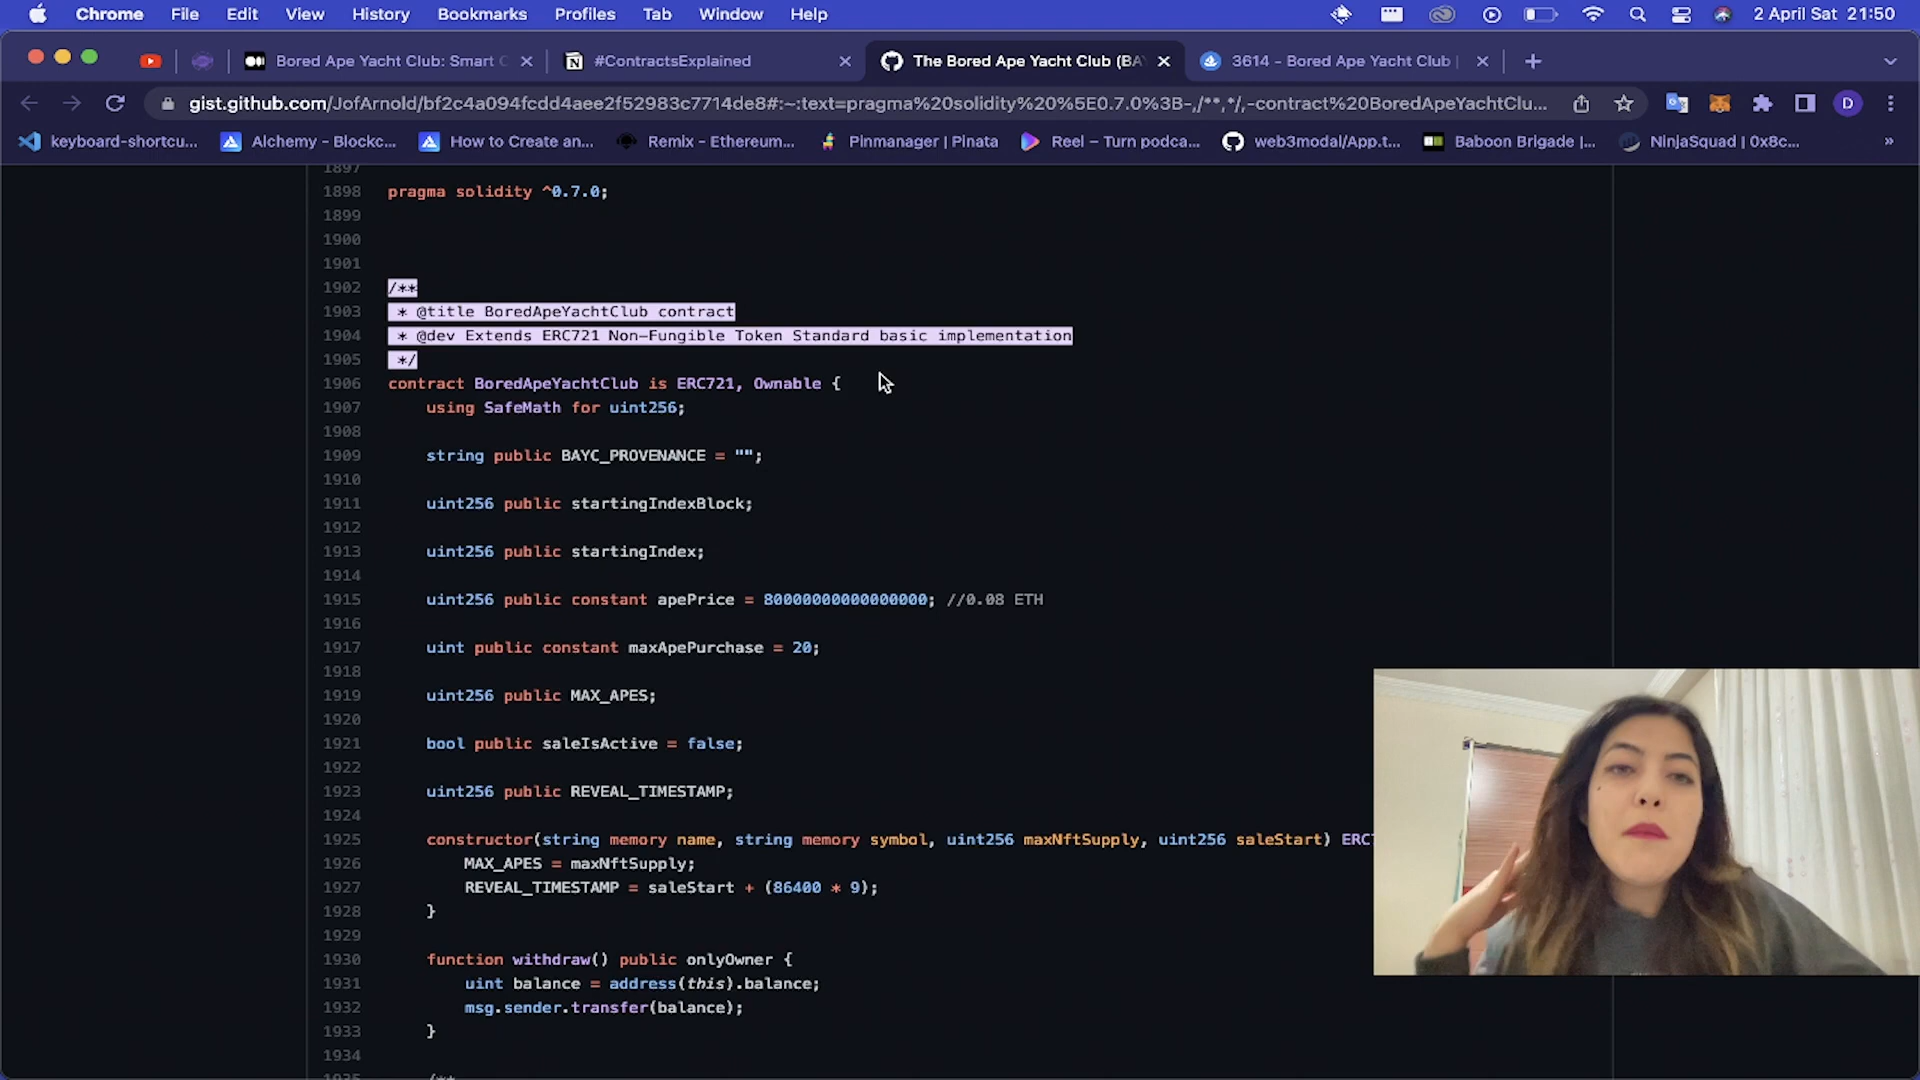 Chrome File Edit View History Bookmarks Profiles Tab Window Help 2 April Sat 21:50
Bored Ape Yacht Club: Smart C #ContractsExplained The Bored Ape Yacht Club (BA 3614 - Bored Ape Yacht Club |
gist.github.com/JofArnold/bf2c4a094fcdd4aee2f52983c7714de8#:~:text=pragma%20solidity%20%5E0.7.0%3B-,/**,*/,-contract%20BoredApeYachtClu... D
keyboard-shortcu... Alchemy - Blockc... How to Create an... Remix - Ethereum... Pinmanager | Pinata Reel – Turn podca... web3modal/App.t... Baboon Brigade |... NinjaSquad | 0x8c... »
1897
1898 pragma solidity ^0.7.0;
1899
1900
1901
1902 /**
1903 * @title BoredApeYachtClub contract
1904 * @dev Extends ERC721 Non-Fungible Token Standard basic implementation
1905 */
1906 contract BoredApeYachtClub is ERC721, Ownable {
1907 using SafeMath for uint256;
1908
1909 string public BAYC_PROVENANCE = "";
1910
1911 uint256 public startingIndexBlock;
1912
1913 uint256 public startingIndex;
1914
1915 uint256 public constant apePrice = 80000000000000000; //0.08 ETH
1916
1917 uint public constant maxApePurchase = 20;
1918
1919 uint256 public MAX_APES;
1920
1921 bool public saleIsActive = false;
1922
1923 uint256 public REVEAL_TIMESTAMP;
1924
1925 constructor(string memory name, string memory symbol, uint256 maxNftSupply, uint256 saleStart) ERC7
1926 MAX_APES = maxNftSupply;
1927 REVEAL_TIMESTAMP = saleStart + (86400 * 9);
1928 }
1929
1930 function withdraw() public onlyOwner {
1931 uint balance = address(this).balance;
1932 msg.sender.transfer(balance);
1933 }
1934
1935 /**